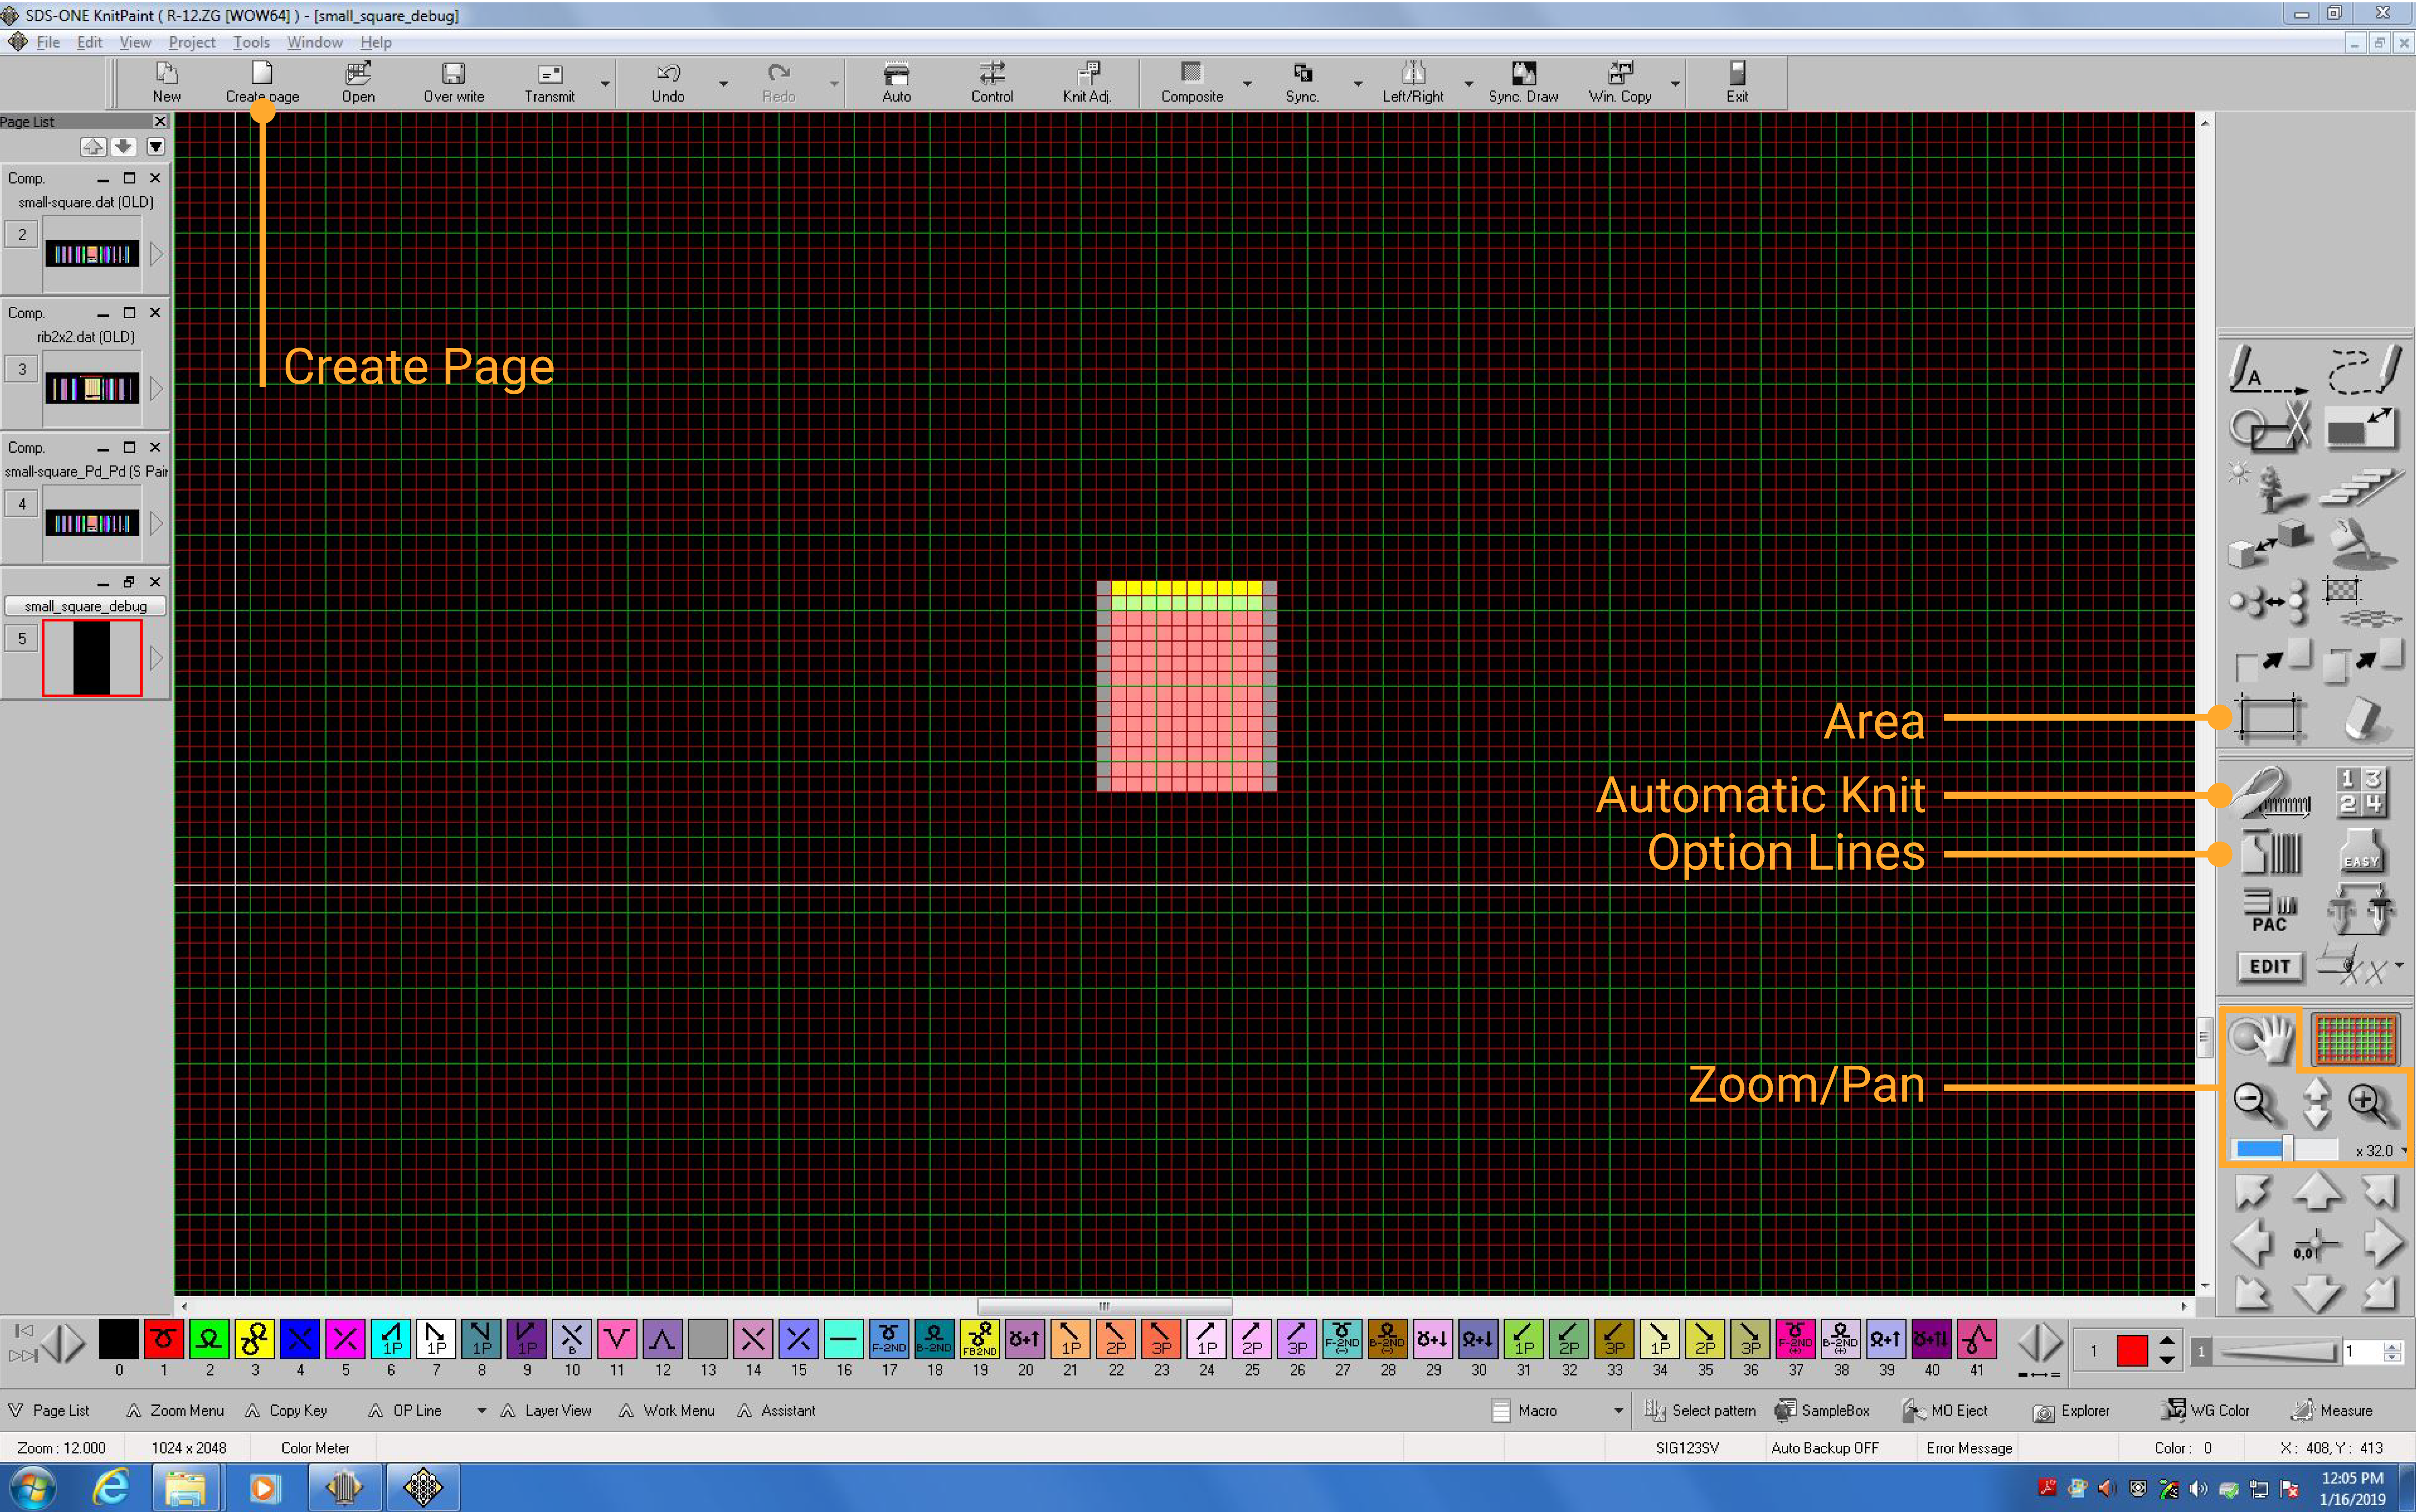 SDS-ONE KnitPaint ( R-12.ZG [WOW64] ) - [small_square_debug]
File Edit View Project Tools Window Help
New Create page Open Over write Transmit Undo Redo Auto Control Knit Adj. Composite Sync. Left/Right Sync. Draw Win. Copy Exit
Page List
Comp.
small-square.dat (OLD)
2
Comp.
rib2x2.dat (OLD)
3
Comp.
small-square_Pd_Pd (S Pair
4
small_square_debug
5
Create Page
Area
Automatic Knit
Option Lines
Zoom/Pan
A
1 3
2 4
EASY
PAC
EDIT
x 32.0
0,0
1P 1P 1P 1P B F-2ND B-2ND FB2ND 1P 2P 3P 1P 2P 3P F-2ND (-) B-2ND (-) 1P 2P 3P 1P 2P 3P F-2ND (+) B-2ND (+)
0 1 2 3 4 5 6 7 8 9 10 11 12 13 14 15 16 17 18 19 20 21 22 23 24 25 26 27 28 29 30 31 32 33 34 35 36 37 38 39 40 41
1 1 1
Page List Zoom Menu Copy Key OP Line Layer View Work Menu Assistant Macro Select pattern SampleBox MO Eject Explorer WG Color Measure
Zoom : 12.000 1024 x 2048 Color Meter SIG123SV Auto Backup OFF Error Message Color : 0 X : 408, Y : 413
12:05 PM
1/16/2019